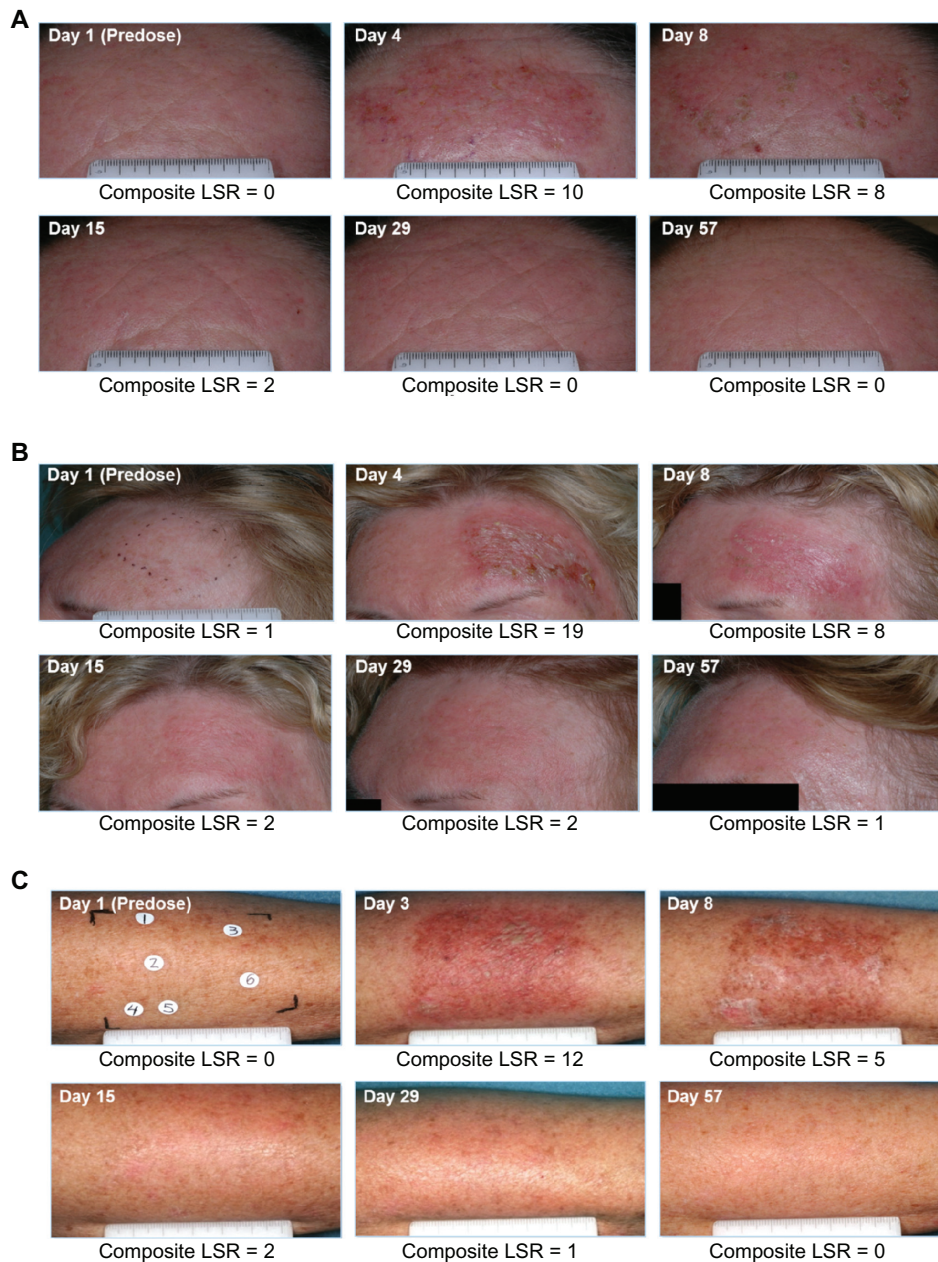 A
Day 1 (Predose)
Day 4
Day 8
Composite LSR = 0
Composite LSR = 10
Composite LSR = 8
Day 15
Day 29
Day 57
Composite LSR = 2
Composite LSR = 0
Composite LSR = 0
B
Day 1 (Predose)
Day 4
Day 8
Composite LSR = 1
Composite LSR = 19
Composite LSR = 8
Day 15
Day 29
Day 57
Composite LSR = 2
Composite LSR = 2
Composite LSR = 1
C
Day 1 (Predose)
Day 3
Day 8
1
3
2
6
4
5
Composite LSR = 0
Composite LSR = 12
Composite LSR = 5
Day 15
Day 29
Day 57
Composite LSR = 2
Composite LSR = 1
Composite LSR = 0